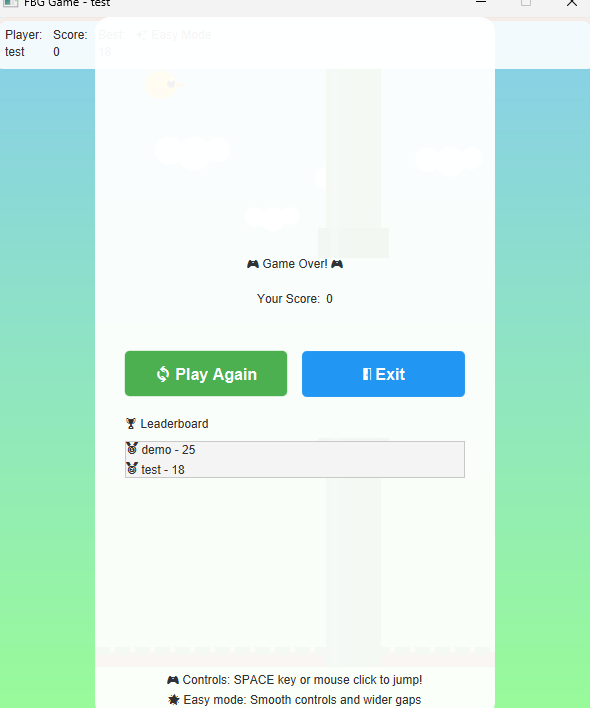 FBG Game - test
Player: Score: Best: ✨ Easy Mode
test 0 18
🎮 Game Over! 🎮
Your Score: 0
🔄 Play Again
🚪 Exit
🏆 Leaderboard
🥇 demo - 25
🥈 test - 18
🎮 Controls: SPACE key or mouse click to jump!
🌟 Easy mode: Smooth controls and wider gaps